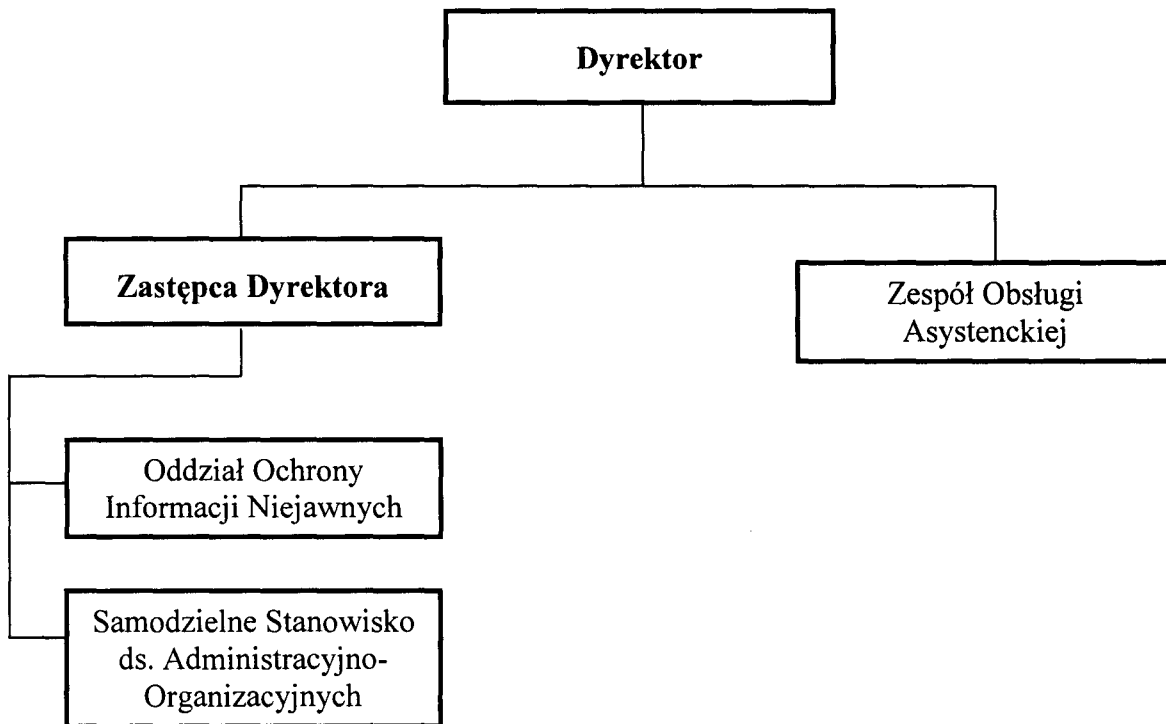 Dyrektor
Zastępca Dyrektora
Zespół Obsługi
Asystenckiej
Oddział Ochrony
Informacji Niejawnych
Samodzielne Stanowisko
ds. Administracyjno-
Organizacyjnych